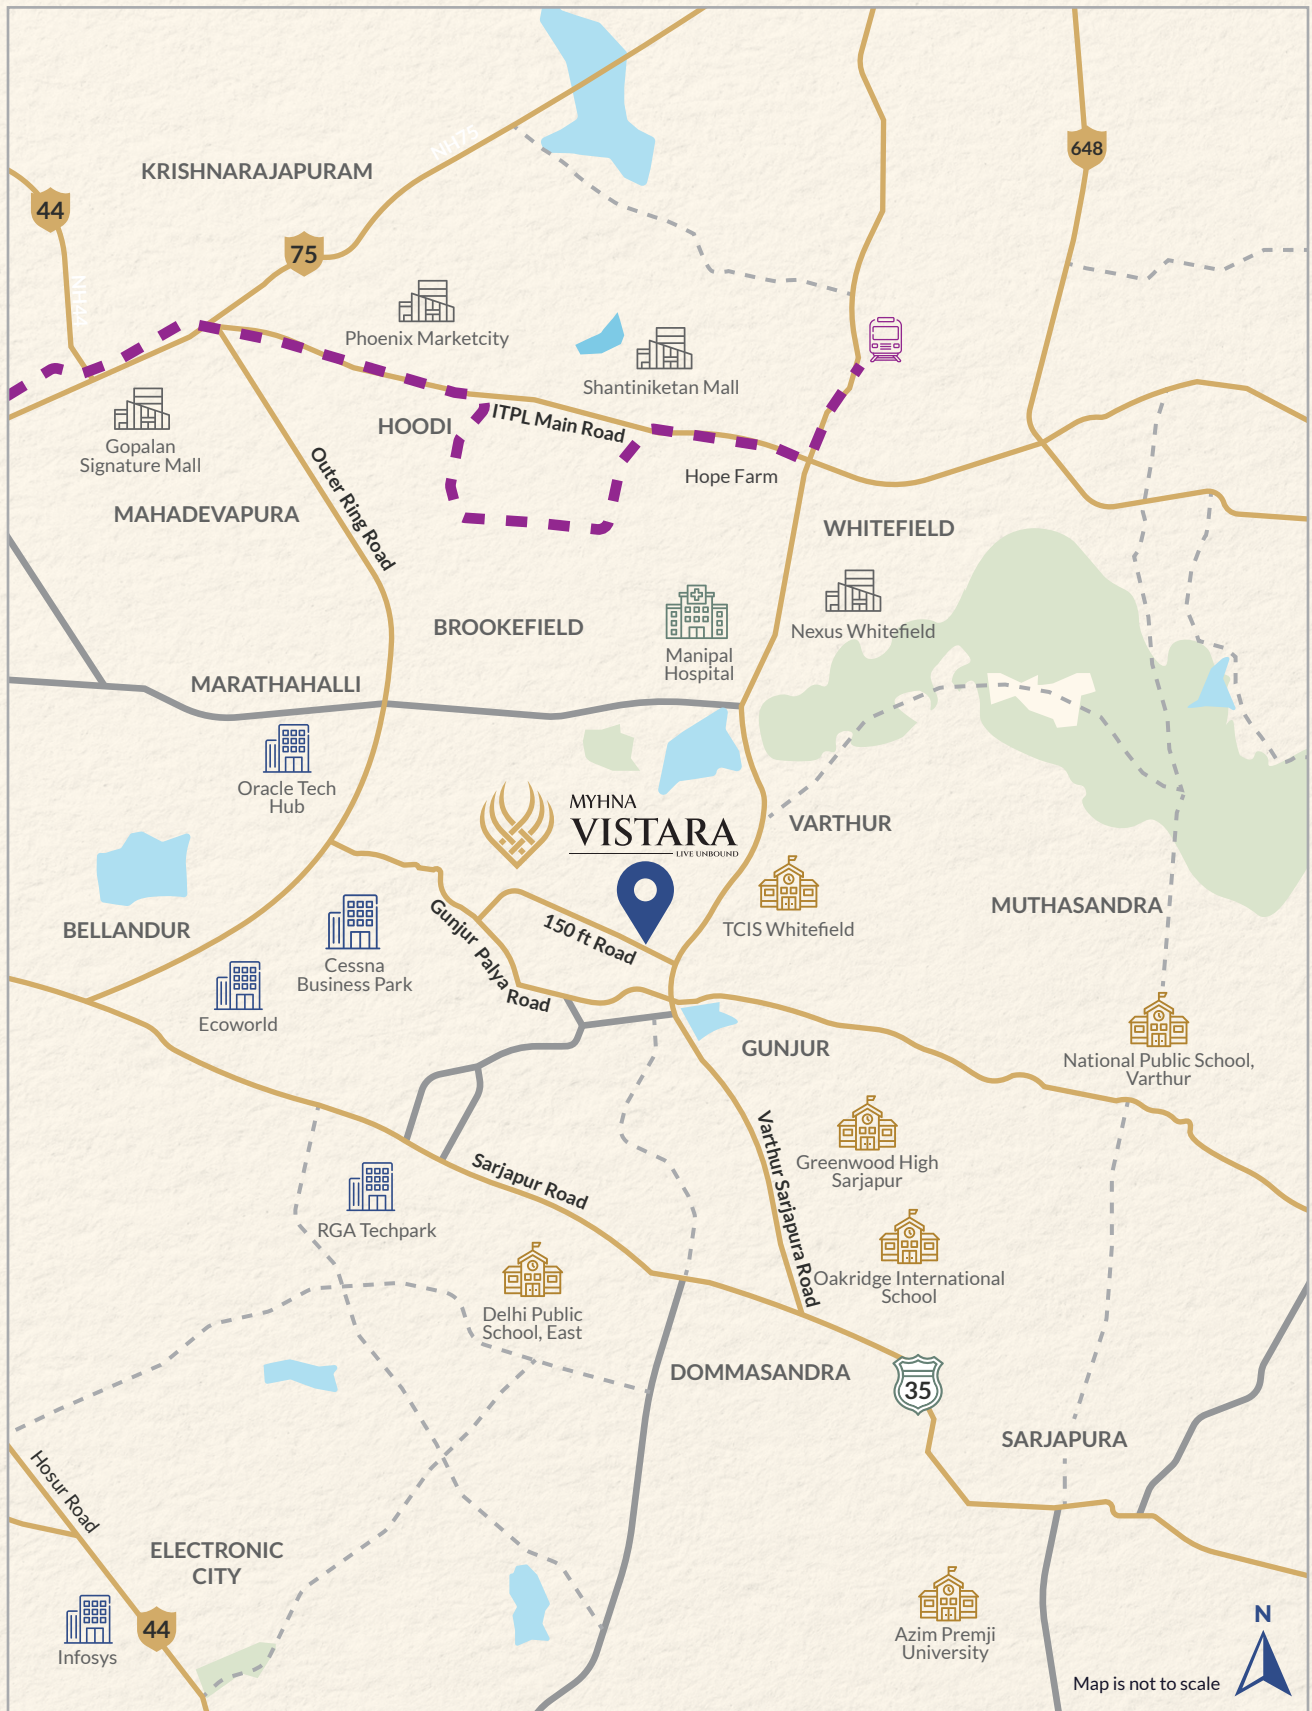 NH75
648
KRISHNARAJAPURAM
44
75
NH44
Phoenix Marketcity
Shantiniketan Mall
ITPL Main Road
HOODI
Gopalan
Signature Mall
Hope Farm
Outer Ring Road
MAHADEVAPURA
WHITEFIELD
BROOKEFIELD
Nexus Whitefield
Manipal
Hospital
MARATHAHALLI
Oracle Tech
Hub
MYHNA
VISTARA
LIVE UNBOUND
VARTHUR
MUTHASANDRA
BELLANDUR
TCIS Whitefield
150 ft Road
Gunjur Palya Road
Cessna
Business Park
Ecoworld
GUNJUR
National Public School,
Varthur
Varthur Sarjapura Road
Greenwood High
Sarjapur
Sarjapur Road
RGA Techpark
Oakridge International
School
Delhi Public
School, East
DOMMASANDRA
35
SARJAPURA
Hosur Road
ELECTRONIC
CITY
44
Infosys
Azim Premji
University
N
Map is not to scale